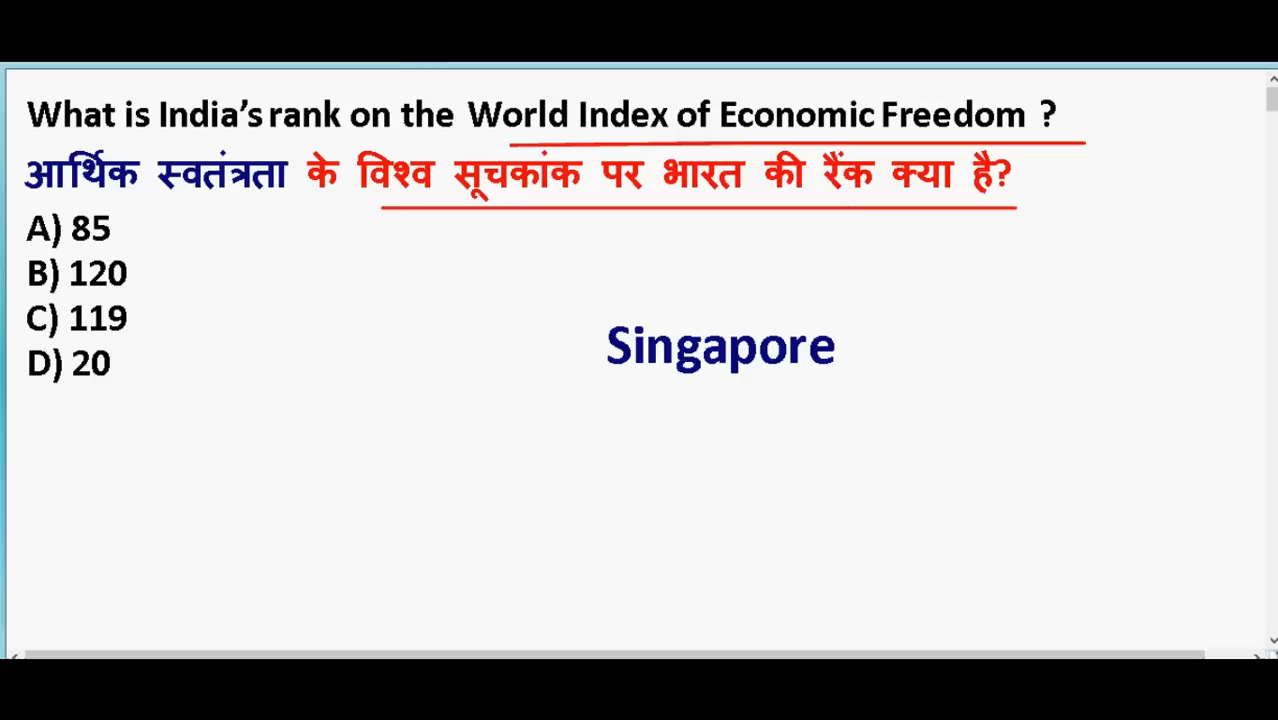 What is India’s rank on the World Index of Economic Freedom ?
आर्थिक स्वतंत्रता के विश्व सूचकांक पर भारत की रैंक क्या है?
A) 85
B) 120
C) 119
D) 20
Singapore